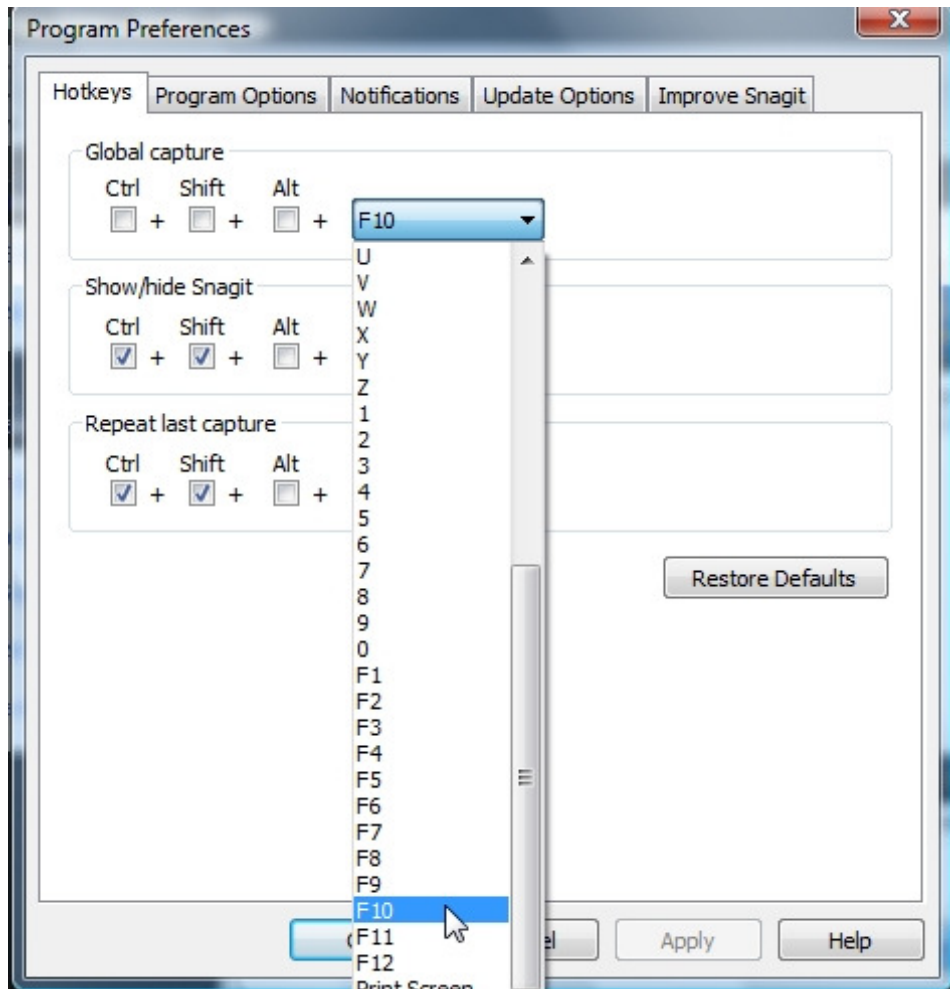 Program Preferences
Hotkeys Program Options Notifications Update Options Improve Snagit
Global capture
Ctrl Shift Alt
+ + + F10
U
V
Show/hide Snagit
W
Ctrl Shift Alt
X
+ + +
Y
Z
1
Repeat last capture
2
Ctrl Shift Alt
3
+ + +
4
5
6
7
Restore Defaults
8
9
0
F1
F2
F3
F4
F5
F6
F7
F8
F9
F10
F11
Apply Help
F12
Print Screen